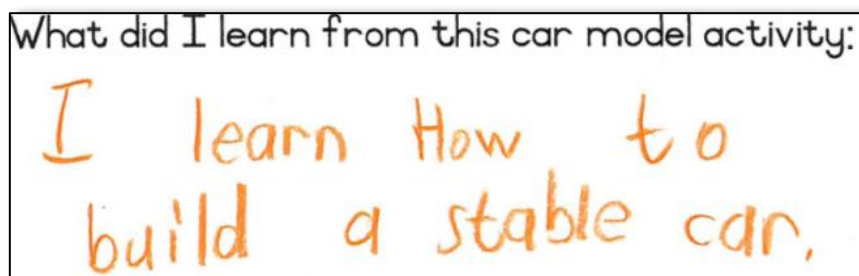 What did I learn from this car model activity:
I learn How to
build a stable car.